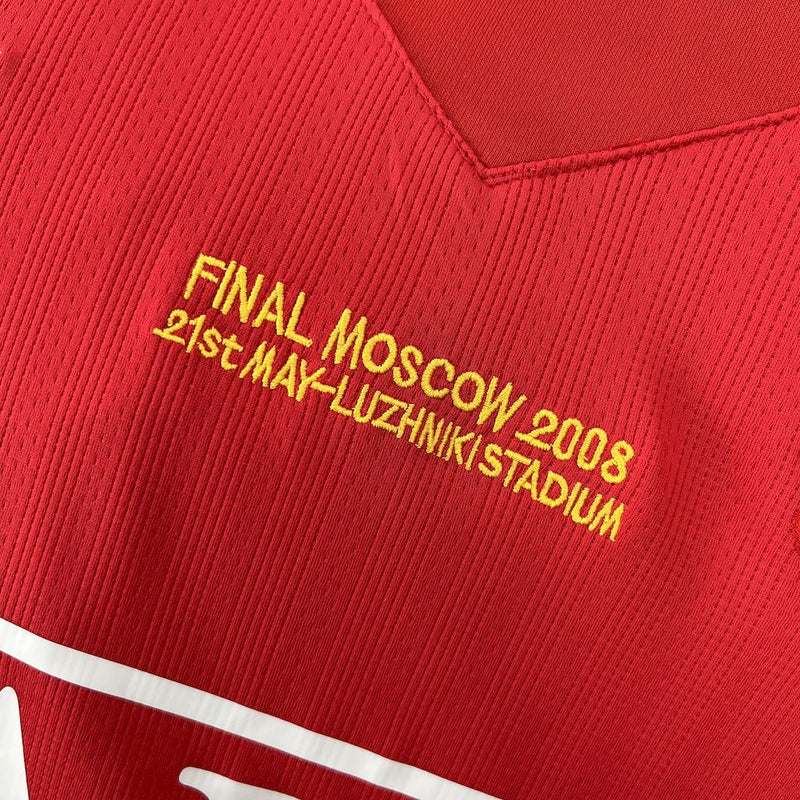 FINAL MOSCOW 2008
21st MAY-LUZHNIKI STADIUM